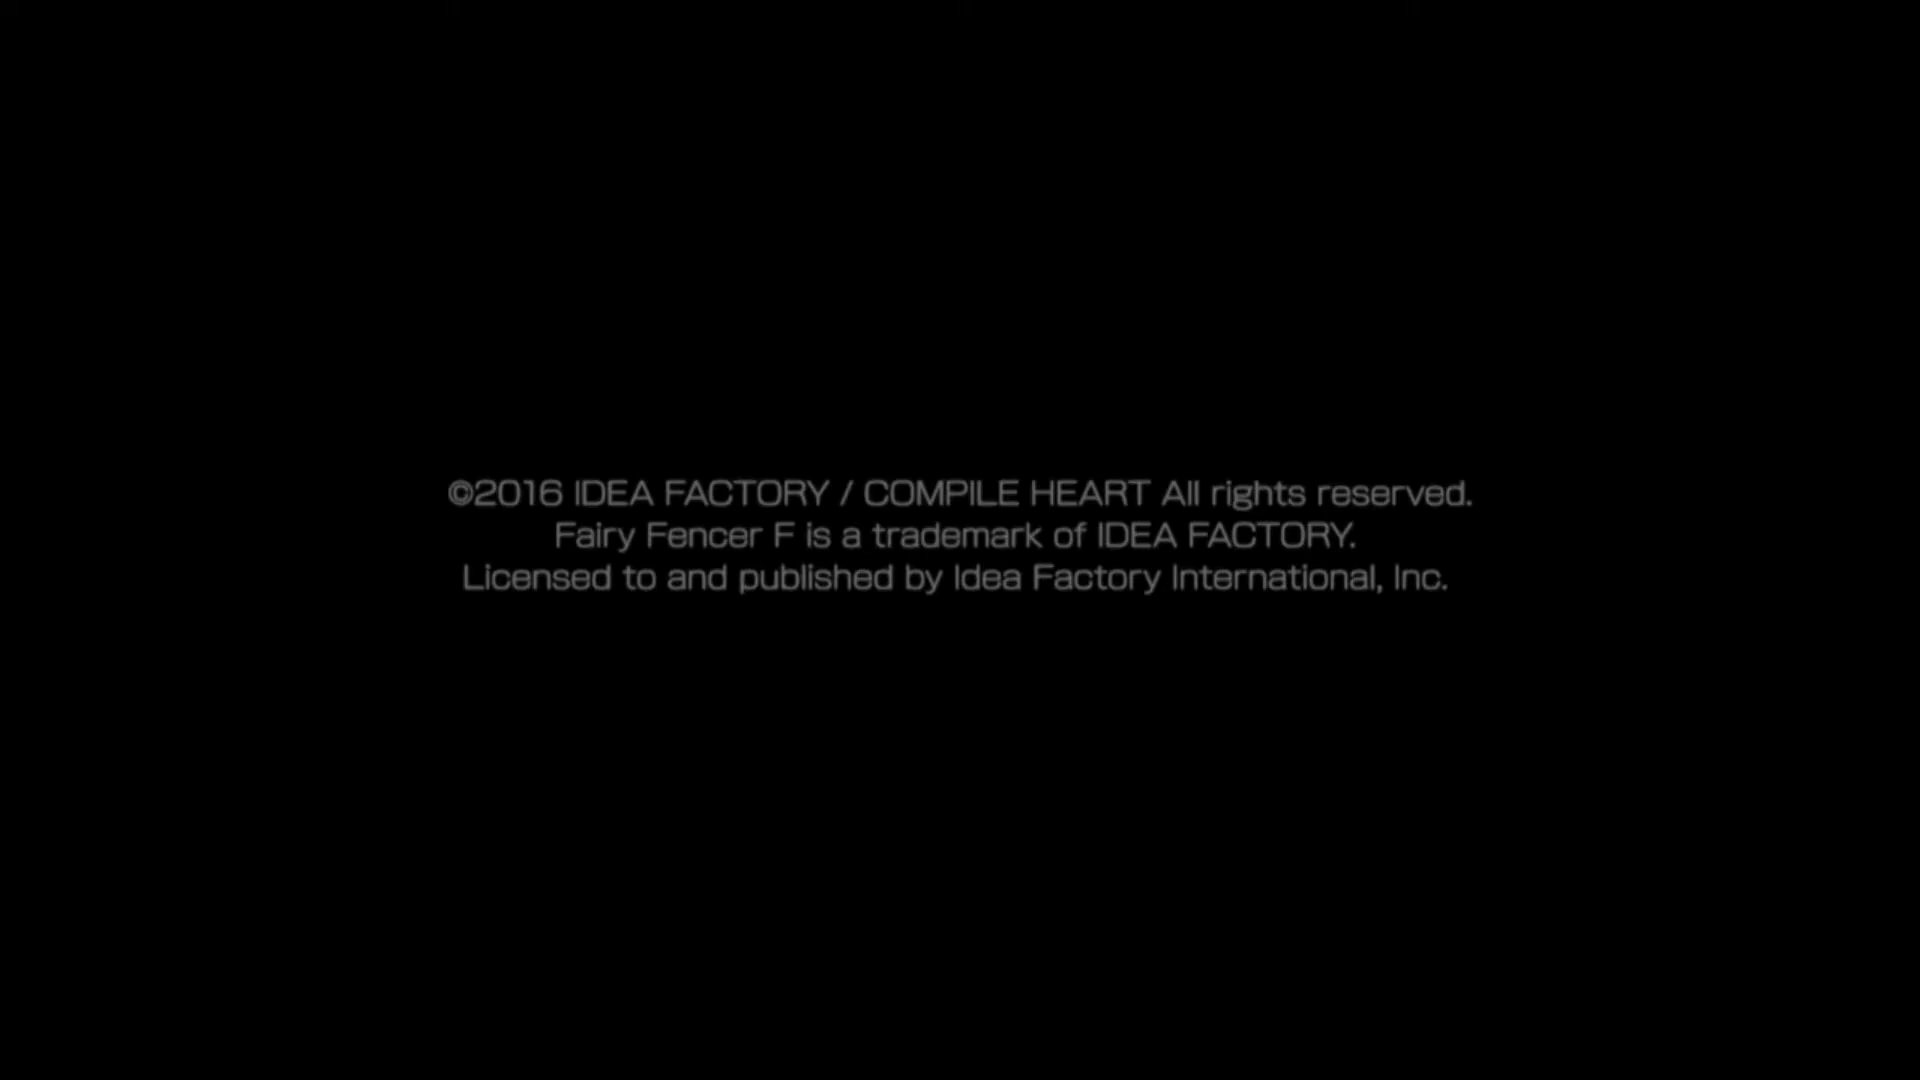 ©2016 IDEA FACTORY / COMPILE HEART All rights reserved.
Fairy Fencer F is a trademark of IDEA FACTORY.
Licensed to and published by Idea Factory International, Inc.